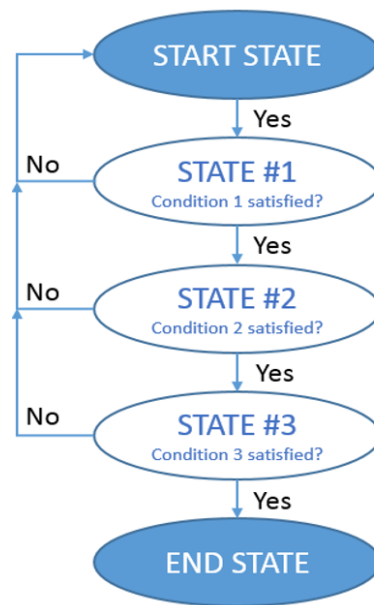 START STATE
Yes
No
STATE #1
Condition 1 satisfied?
Yes
No
STATE #2
Condition 2 satisfied?
Yes
No
STATE #3
Condition 3 satisfied?
Yes
END STATE